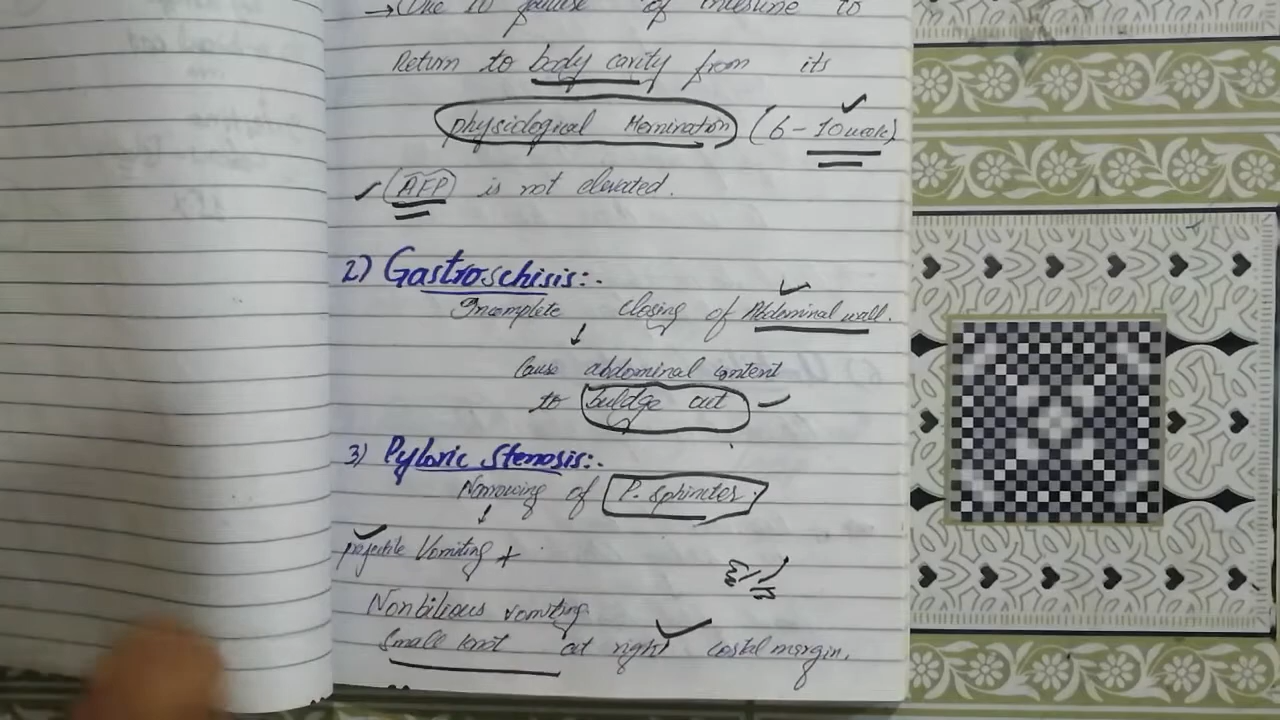 → Due to failure of intestine to
Return to body cavity from its
physiological Hernination (6 - 10 week)
(AFP) is not elevated.
2) Gastroschisis:-
Incomplete closing of Abdominal wall.
↓
Cause abdominal content
to buldge out
3) Pyloric Stenosis:-
Narrowing of P. sphincter.
↓
projectile Vomiting +
Nonbilious vomiting
Small knot at right costal margin.